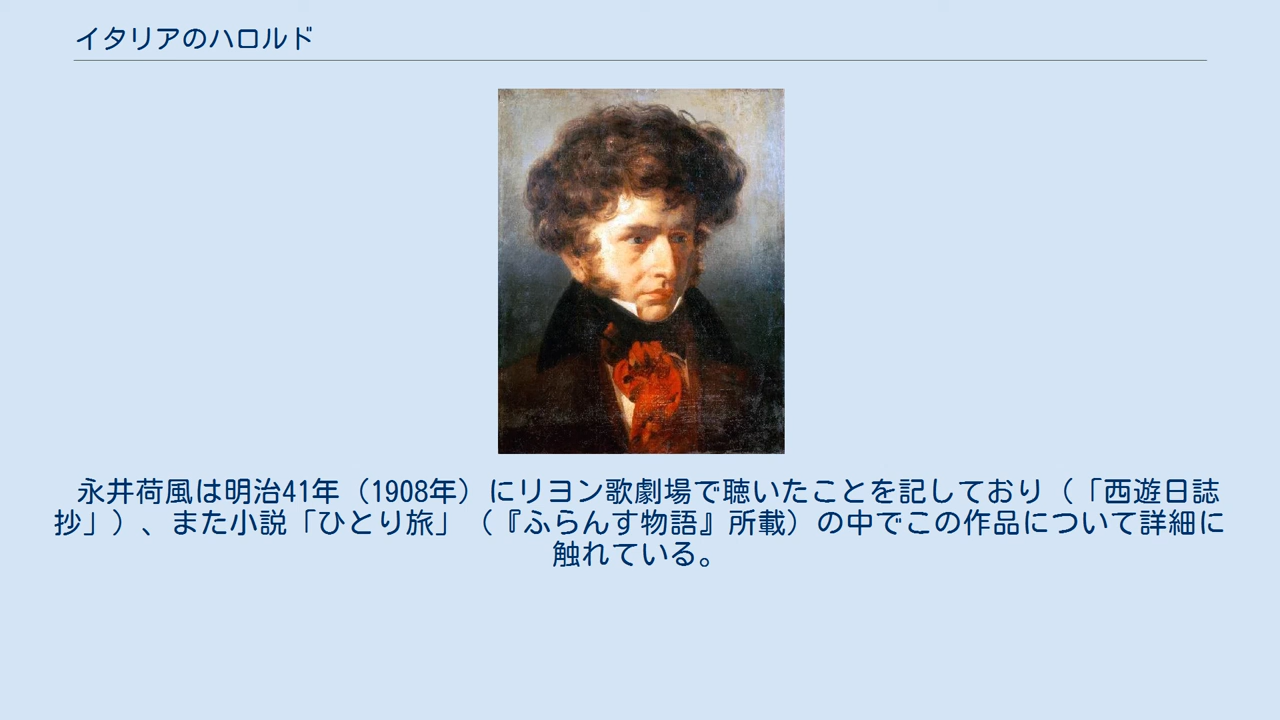 イタリアのハロルド
永井荷風は明治41年（1908年）にリヨン歌劇場で聴いたことを記しており（「西遊日誌
抄」）、また小説「ひとり旅」（『ふらんす物語』所載）の中でこの作品について詳細に
触れている。